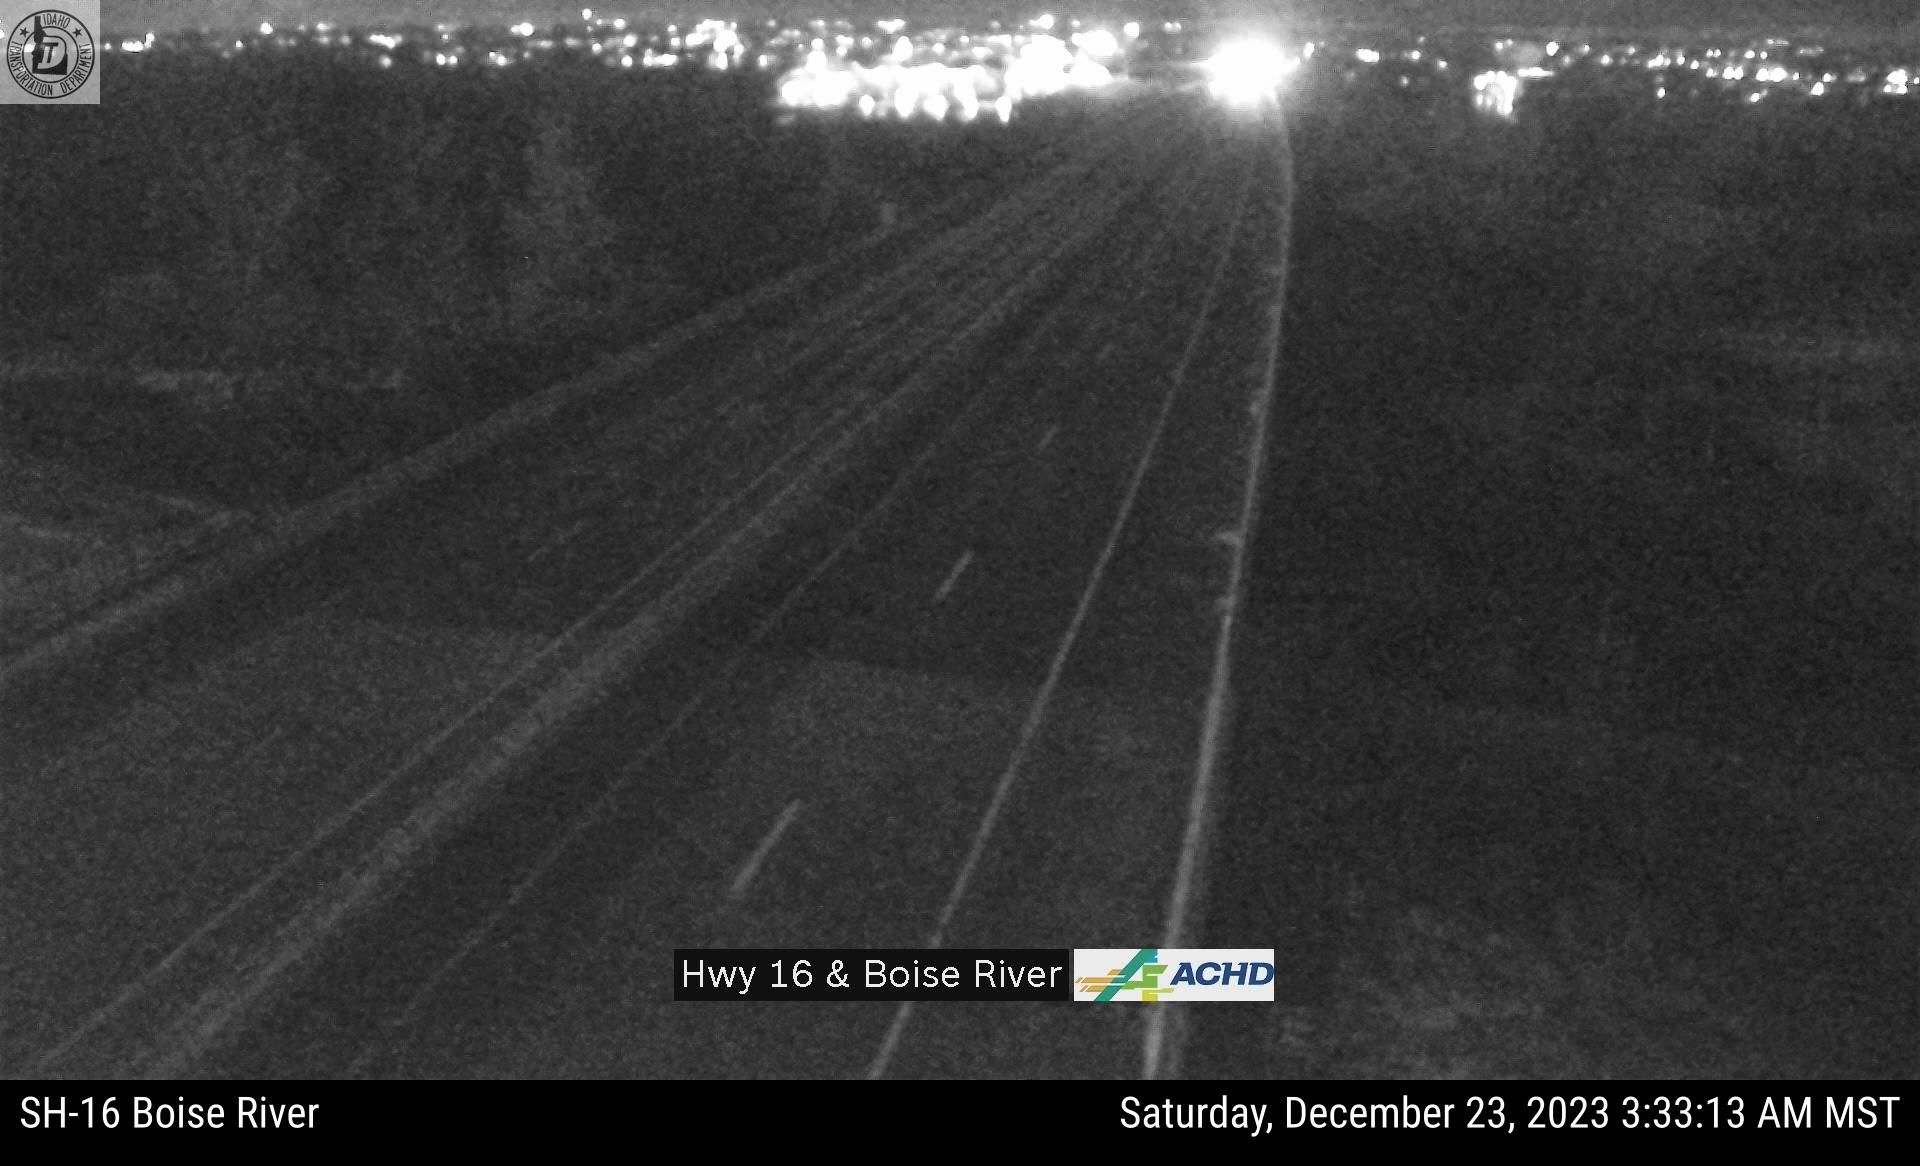 IDAHO
TRANSPORTATION DEPARTMENT
Hwy 16 & Boise River
ACHD
SH-16 Boise River
Saturday, December 23, 2023 3:33:13 AM MST